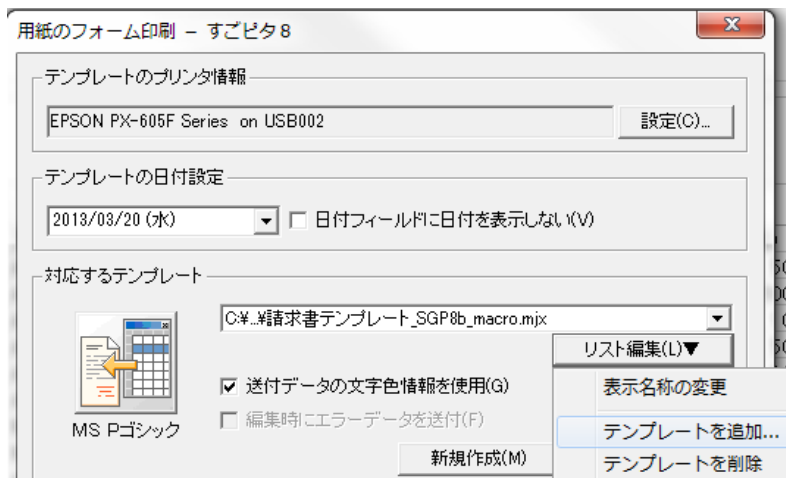 用紙のフォーム印刷 − すごピタ８
テンプレートのプリンタ情報
EPSON PX-605F Series on USB002
設定(C)...
テンプレートの日付設定
2013/03/20 (水)
日付フィールドに日付を表示しない(V)
対応するテンプレート
C:¥...¥請求書テンプレート_SGP8b_macro.mjx
リスト編集(L)▼
送付データの文字色情報を使用(G)
表示名称の変更
編集時にエラーデータを送付(F)
MS Pゴシック
テンプレートを追加...
新規作成(M)
テンプレートを削除